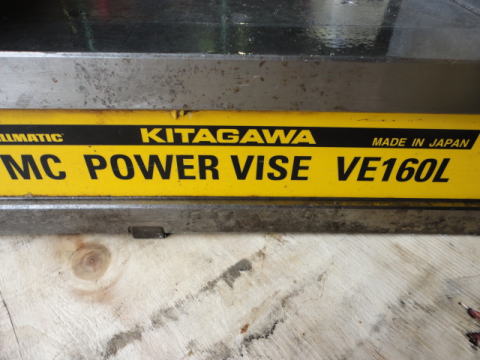 KITAGAWA
MADE IN JAPAN
MC POWER VISE VE160L